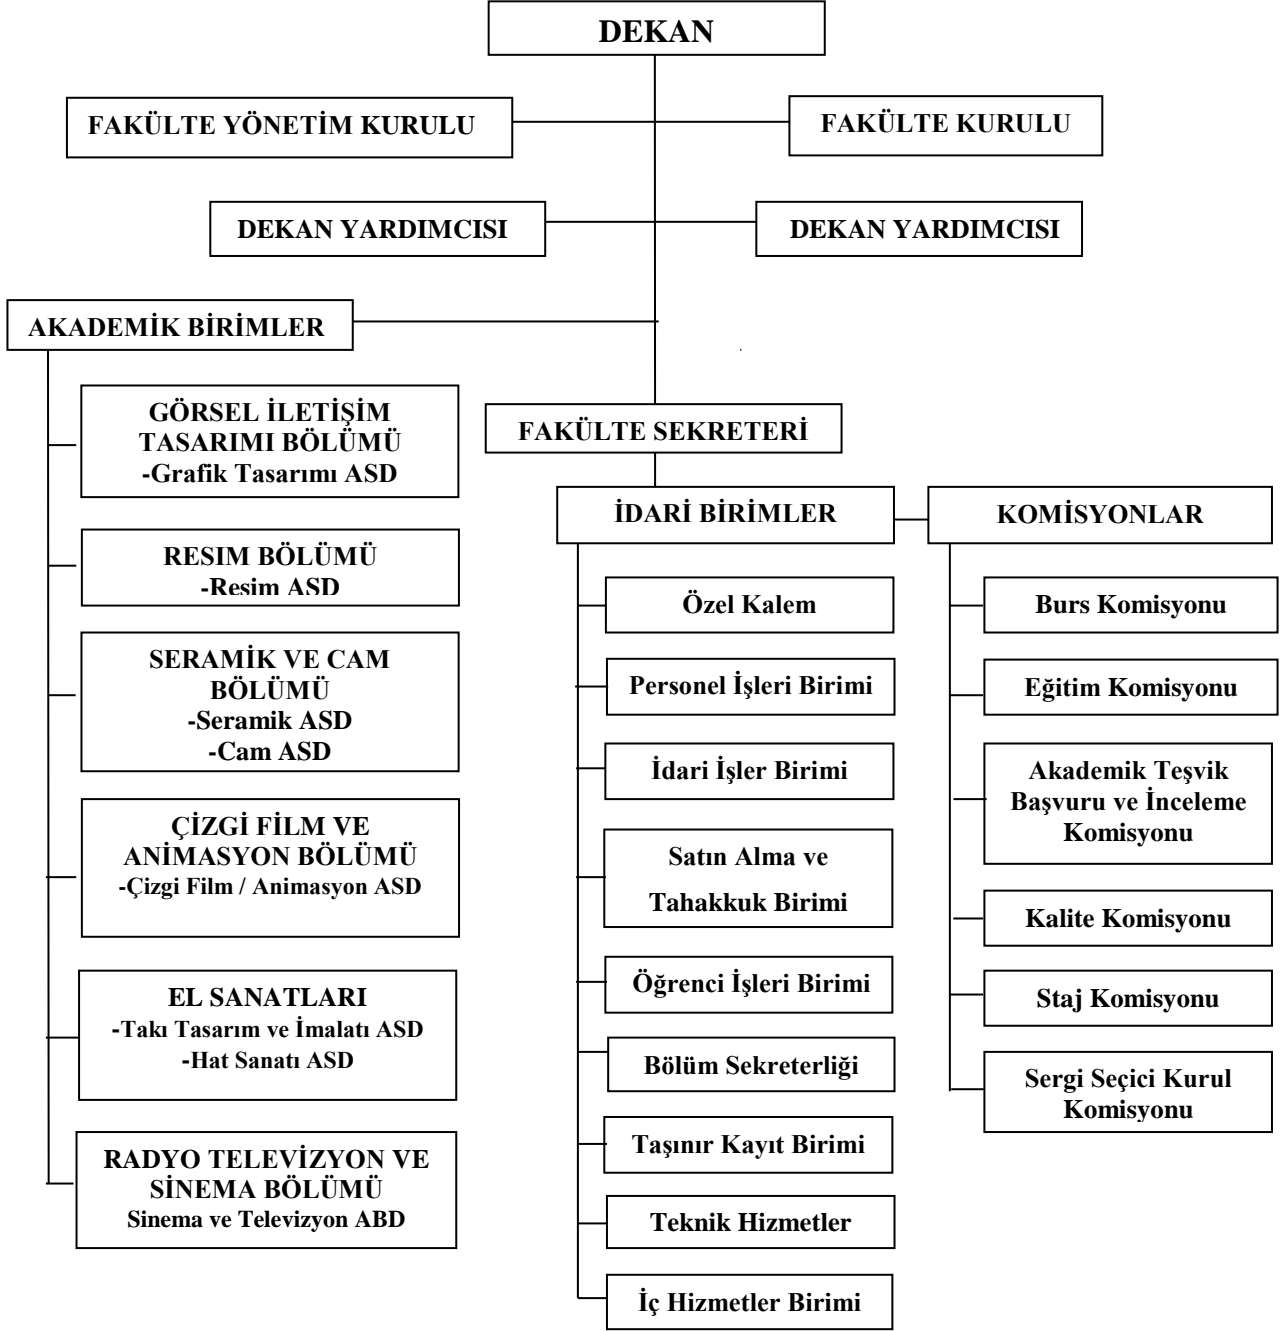 DEKAN
FAKÜLTE YÖNETİM KURULU
FAKÜLTE KURULU
DEKAN YARDIMCISI
DEKAN YARDIMCISI
AKADEMİK BİRİMLER
GÖRSEL İLETİŞİM
TASARIMI BÖLÜMÜ
-Grafik Tasarımı ASD
RESIM BÖLÜMÜ
-Resim ASD
SERAMİK VE CAM
BÖLÜMÜ
-Seramik ASD
-Cam ASD
ÇİZGİ FİLM VE
ANİMASYON BÖLÜMÜ
-Çizgi Film / Animasyon ASD
EL SANATLARI
-Takı Tasarım ve İmalatı ASD
-Hat Sanatı ASD
RADYO TELEVİZYON VE
SİNEMA BÖLÜMÜ
Sinema ve Televizyon ABD
FAKÜLTE SEKRETERİ
İDARİ BİRİMLER
Özel Kalem
Personel İşleri Birimi
İdari İşler Birimi
Satın Alma ve
Tahakkuk Birimi
Öğrenci İşleri Birimi
Bölüm Sekreterliği
Taşınır Kayıt Birimi
Teknik Hizmetler
İç Hizmetler Birimi
KOMİSYONLAR
Burs Komisyonu
Eğitim Komisyonu
Akademik Teşvik
Başvuru ve İnceleme
Komisyonu
Kalite Komisyonu
Staj Komisyonu
Sergi Seçici Kurul
Komisyonu